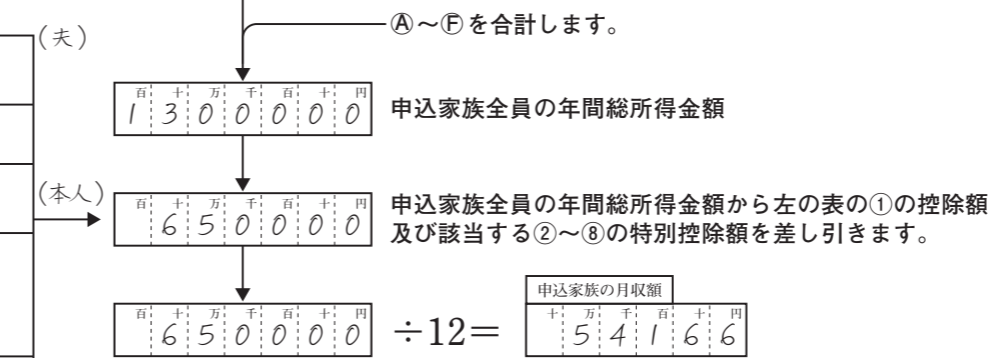 Ⓐ～Ⓕを合計します。
(夫)
百 十 万 千 百 十 円
1 3 0 0 0 0 0
申込家族全員の年間総所得金額
(本人)
百 十 万 千 百 十 円
6 5 0 0 0 0
申込家族全員の年間総所得金額から左の表の①の控除額
及び該当する②～⑧の特別控除額を差し引きます。
申込家族の月収額
百 十 万 千 百 十 円
6 5 0 0 0 0
÷12＝
十 万 千 百 十 円
5 4 1 6 6